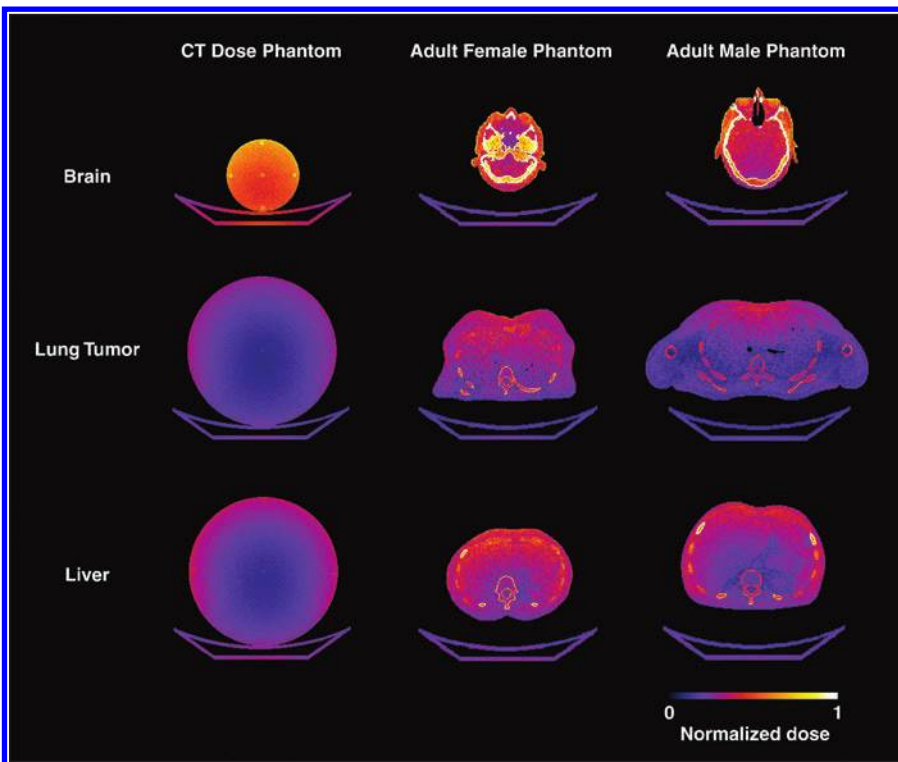 CT Dose Phantom Adult Female Phantom Adult Male Phantom
Brain
Lung Tumor
Liver
0 1
Normalized dose